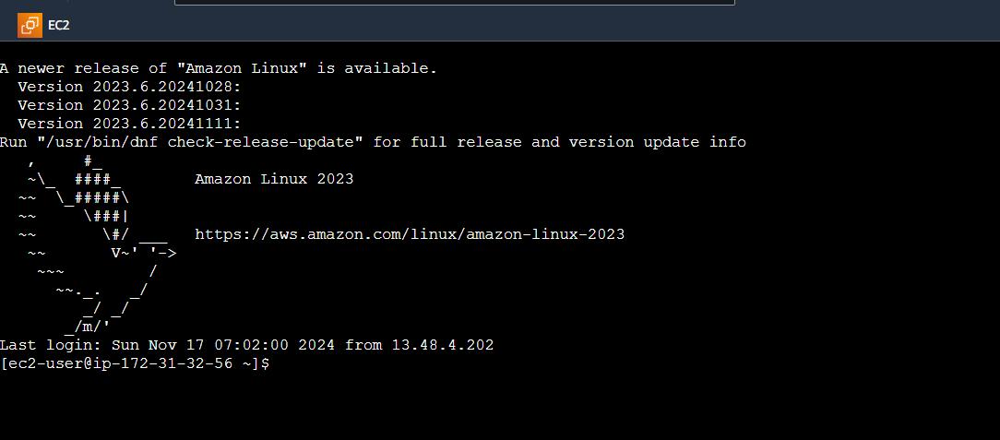 EC2
A newer release of "Amazon Linux" is available.
  Version 2023.6.20241028:
  Version 2023.6.20241031:
  Version 2023.6.20241111:
Run "/usr/bin/dnf check-release-update" for full release and version update info
   ,     #_
   ~\_  ####_        Amazon Linux 2023
  ~~  \_#####\
  ~~     \###|
  ~~       \#/ ___   https://aws.amazon.com/linux/amazon-linux-2023
   ~~       V~' '->
    ~~~         /
      ~~._.   _/
         _/ _/
       _/m/'
Last login: Sun Nov 17 07:02:00 2024 from 13.48.4.202
[ec2-user@ip-172-31-32-56 ~]$